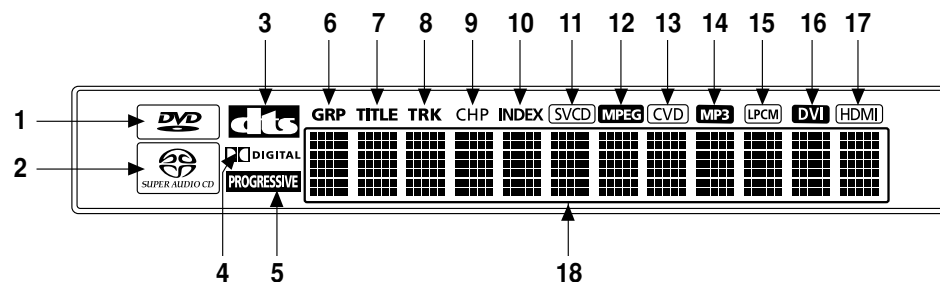 3 6 7 8 9 10 11 12 13 14 15 16 17
1 DVD dts GRP TITLE TRK CHP INDEX SVCD MPEG CVD MP3 LPCM DVI HDMI
2 SUPER AUDIO CD DIGITAL
PROGRESSIVE
4 5 18